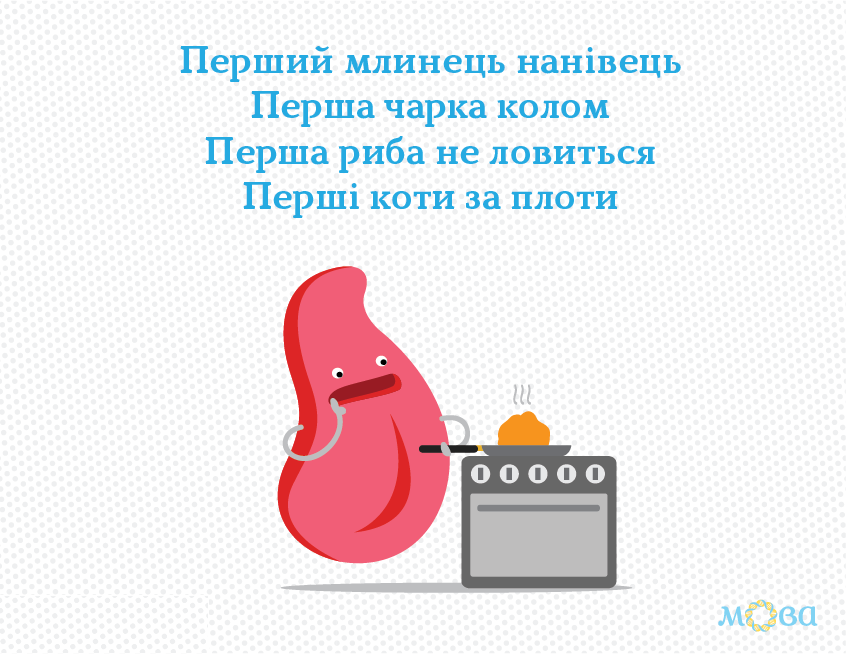 Перший млинець нанівець
Перша чарка колом
Перша риба не ловиться
Перші коти за плоти
мова